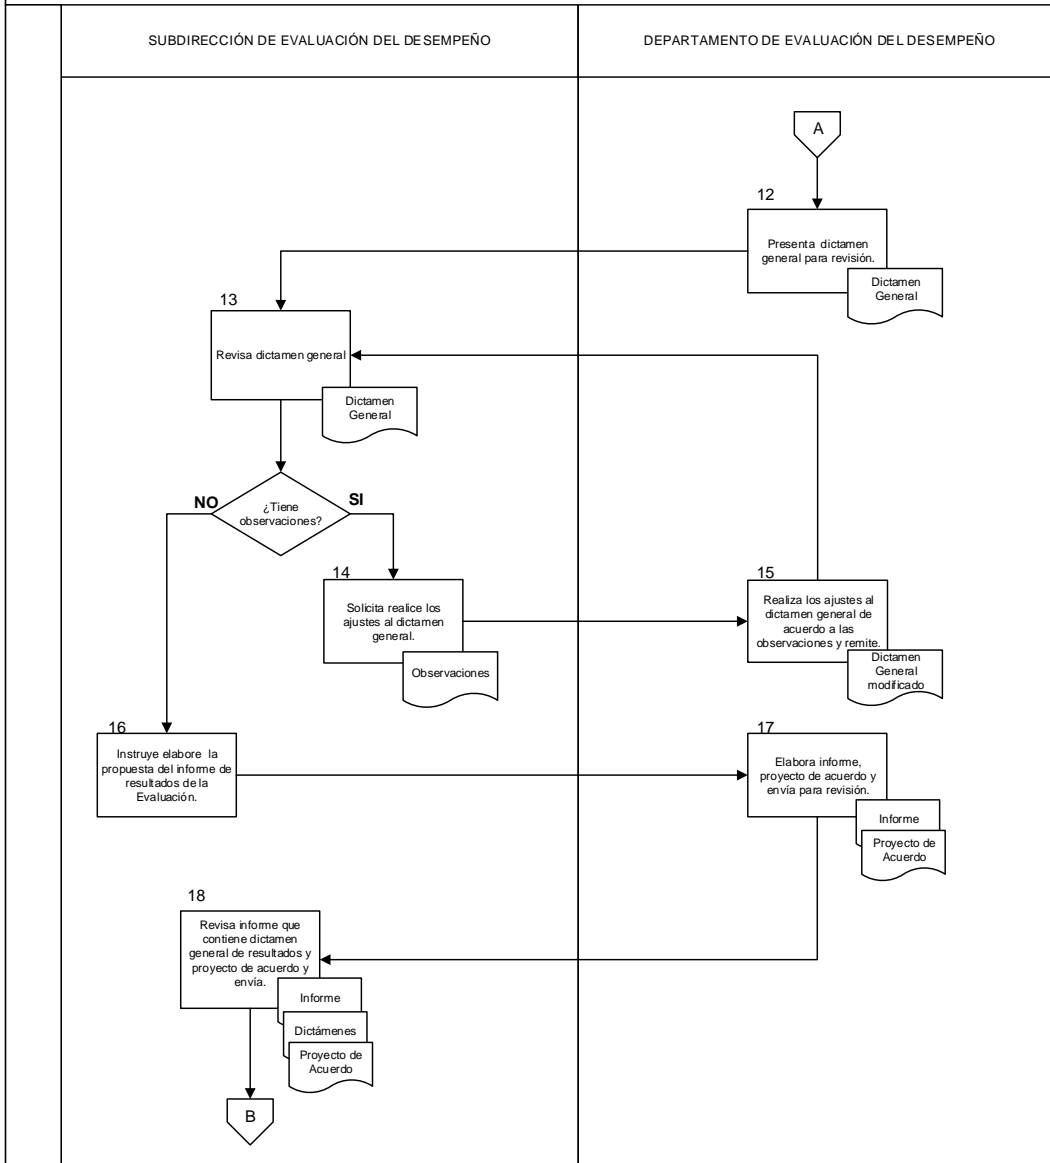 SUBDIRECCIÓN DE EVALUACIÓN DEL DESEMPEÑO
DEPARTAMENTO DE EVALUACIÓN DEL DESEMPEÑO
A
12
Presenta dictamen
general para revisión.
Dictamen
General
13
Revisa dictamen general
Dictamen
General
¿Tiene
observaciones?
NO
SI
14
Solicita realice los
ajustes al dictamen
general.
Observaciones
15
Realiza los ajustes al
dictamen general de
acuerdo a las
observaciones y remite.
Dictamen
General
modificado
16
Instruye elabore la
propuesta del informe de
resultados de la
Evaluación.
17
Elabora informe,
proyecto de acuerdo y
envía para revisión.
Informe
Proyecto de
Acuerdo
18
Revisa informe que
contiene dictamen
general de resultados y
proyecto de acuerdo y
envía.
Informe
Dictámenes
Proyecto de
Acuerdo
B